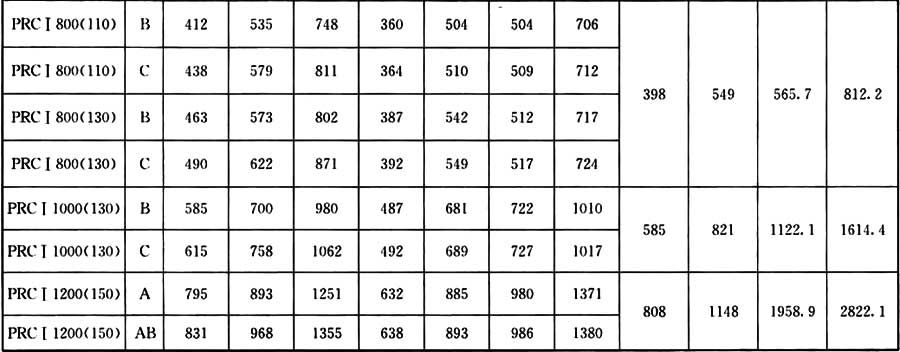 PRC Ⅰ 800(110) B 412 535 748 360 504 504 706
PRC Ⅰ 800(110) C 438 579 811 364 510 509 712
398 549 565.7 812.2
PRC Ⅰ 800(130) B 463 573 802 387 542 512 717
PRC Ⅰ 800(130) C 490 622 871 392 549 517 724
PRC Ⅰ 1000(130) B 585 700 980 487 681 722 1010
585 821 1122.1 1614.4
PRC Ⅰ 1000(130) C 615 758 1062 492 689 727 1017
PRC Ⅰ 1200(150) A 795 893 1251 632 885 980 1371
808 1148 1958.9 2822.1
PRC Ⅰ 1200(150) AB 831 968 1355 638 893 986 1380